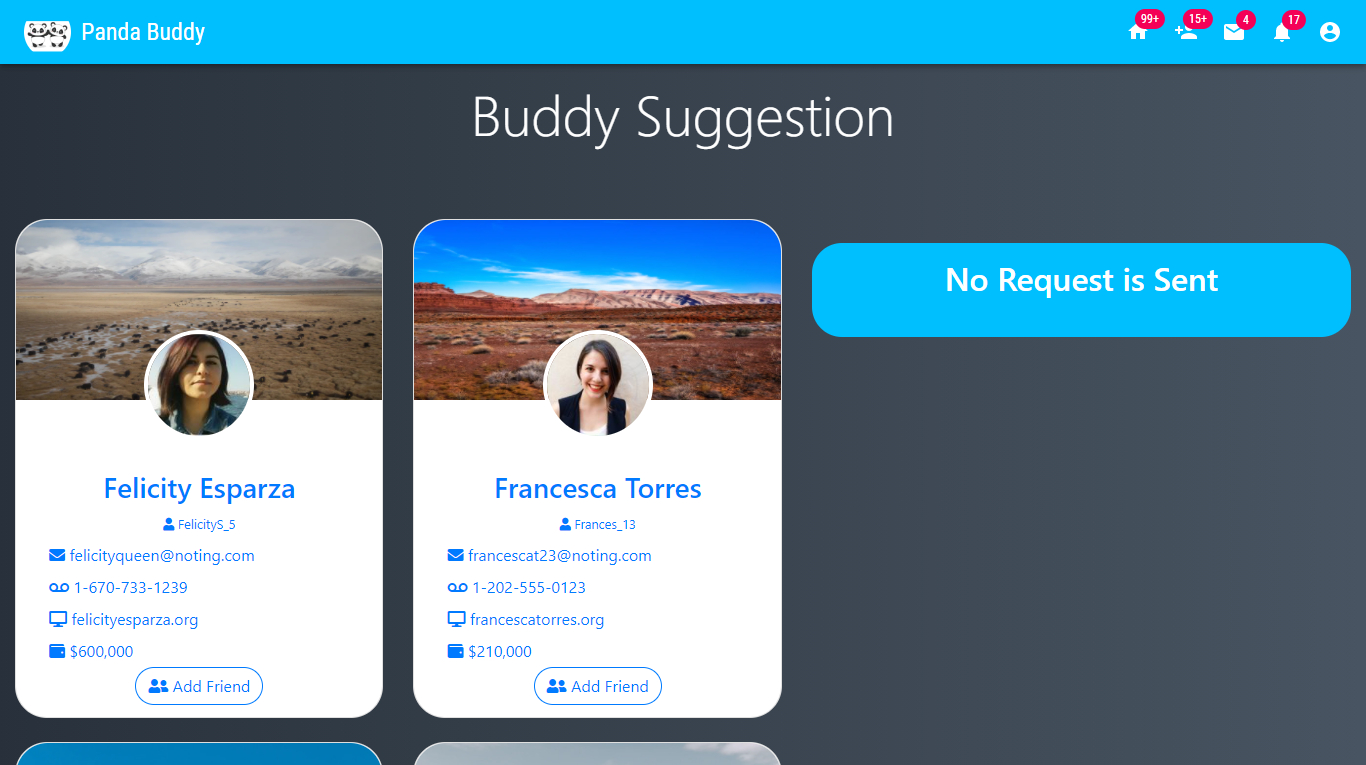 Panda Buddy
99+
15+
4
17
Buddy Suggestion
Felicity Esparza
FelicityS_5
felicityqueen@noting.com
1-670-733-1239
felicityesparza.org
$600,000
Add Friend
Francesca Torres
Frances_13
francescat23@noting.com
1-202-555-0123
francescatorres.org
$210,000
Add Friend
No Request is Sent